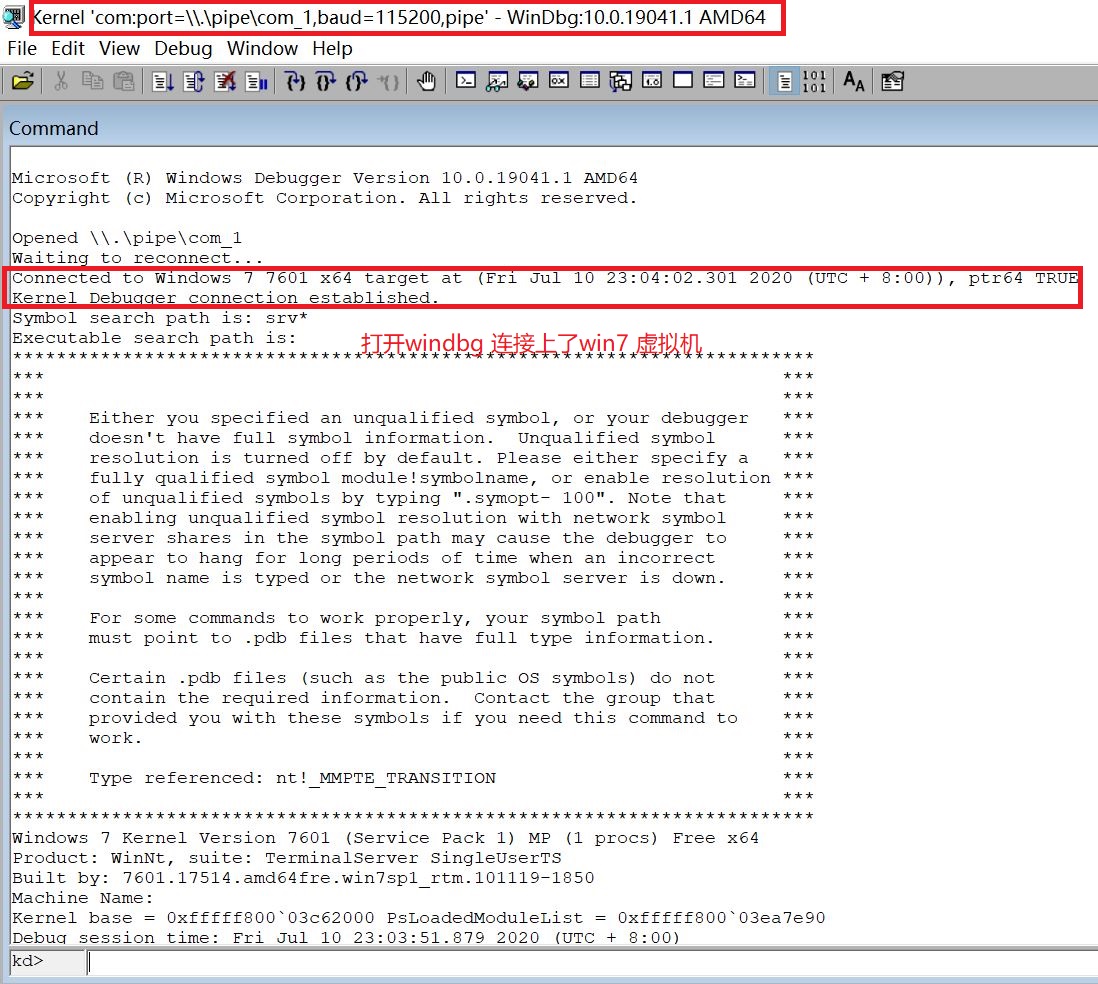 Kernel 'com:port=\\.\pipe\com_1,baud=115200,pipe' - WinDbg:10.0.19041.1 AMD64
File Edit View Debug Window Help
Command
Microsoft (R) Windows Debugger Version 10.0.19041.1 AMD64
Copyright (c) Microsoft Corporation. All rights reserved.
Opened \\.\pipe\com_1
Waiting to reconnect...
Connected to Windows 7 7601 x64 target at (Fri Jul 10 23:04:02.301 2020 (UTC + 8:00)), ptr64 TRUE
Kernel Debugger connection established.
Symbol search path is: srv*
Executable search path is:
打开windbg 连接上了win7 虚拟机
*************************************************************************
*** ***
*** ***
*** Either you specified an unqualified symbol, or your debugger ***
*** doesn't have full symbol information. Unqualified symbol ***
*** resolution is turned off by default. Please either specify a ***
*** fully qualified symbol module!symbolname, or enable resolution ***
*** of unqualified symbols by typing ".symopt- 100". Note that ***
*** enabling unqualified symbol resolution with network symbol ***
*** server shares in the symbol path may cause the debugger to ***
*** appear to hang for long periods of time when an incorrect ***
*** symbol name is typed or the network symbol server is down. ***
*** ***
*** For some commands to work properly, your symbol path ***
*** must point to .pdb files that have full type information. ***
*** ***
*** Certain .pdb files (such as the public OS symbols) do not ***
*** contain the required information. Contact the group that ***
*** provided you with these symbols if you need this command to ***
*** work. ***
*** ***
*** Type referenced: nt!_MMPTE_TRANSITION ***
*** ***
*************************************************************************
Windows 7 Kernel Version 7601 (Service Pack 1) MP (1 procs) Free x64
Product: WinNt, suite: TerminalServer SingleUserTS
Built by: 7601.17514.amd64fre.win7sp1_rtm.101119-1850
Machine Name:
Kernel base = 0xfffff800`03c62000 PsLoadedModuleList = 0xfffff800`03ea7e90
Debug session time: Fri Jul 10 23:03:51.879 2020 (UTC + 8:00)
kd>